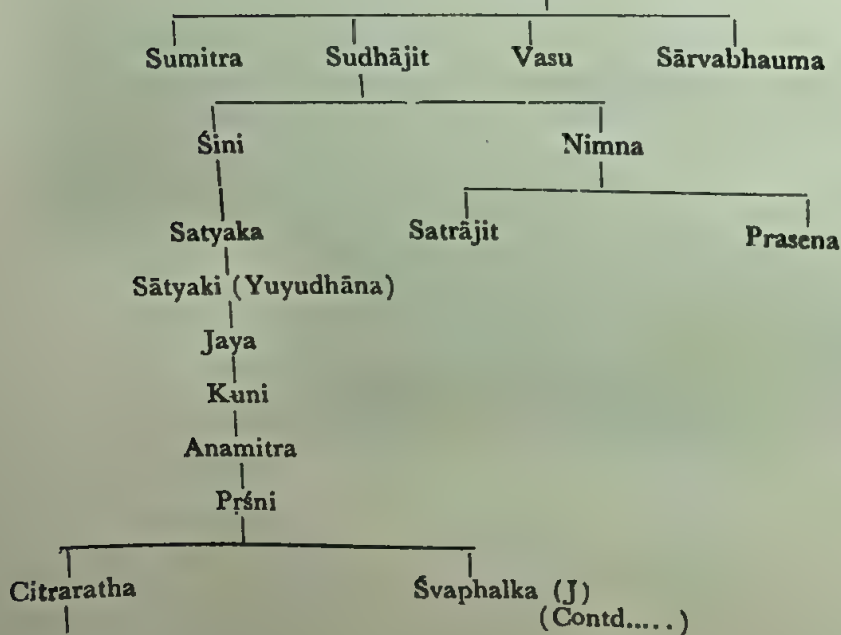 Sumitra Sudhājit Vasu Sārvabhauma
Śini Nimna
Satyaka Satrājit Prasena
Sātyaki (Yuyudhāna)
Jaya
Kuni
Anamitra
Pṛśni
Citraratha Śvaphalka (J)
(Contd.....)